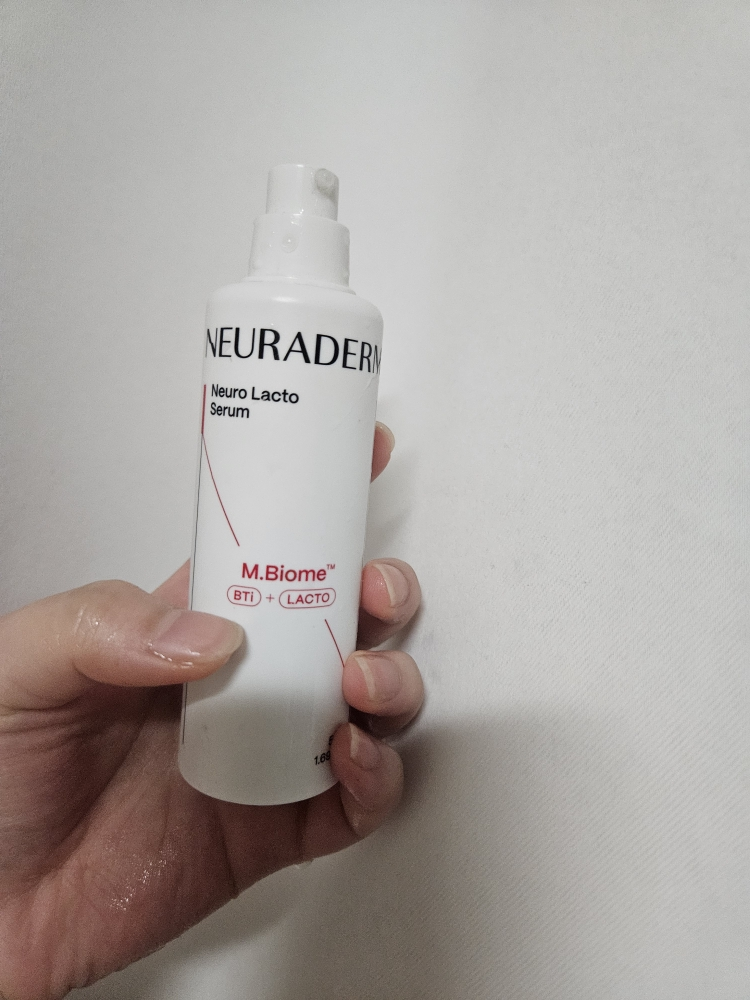 NEURADERM
Neuro Lacto
Serum
M.Biome™
BTi + LACTO